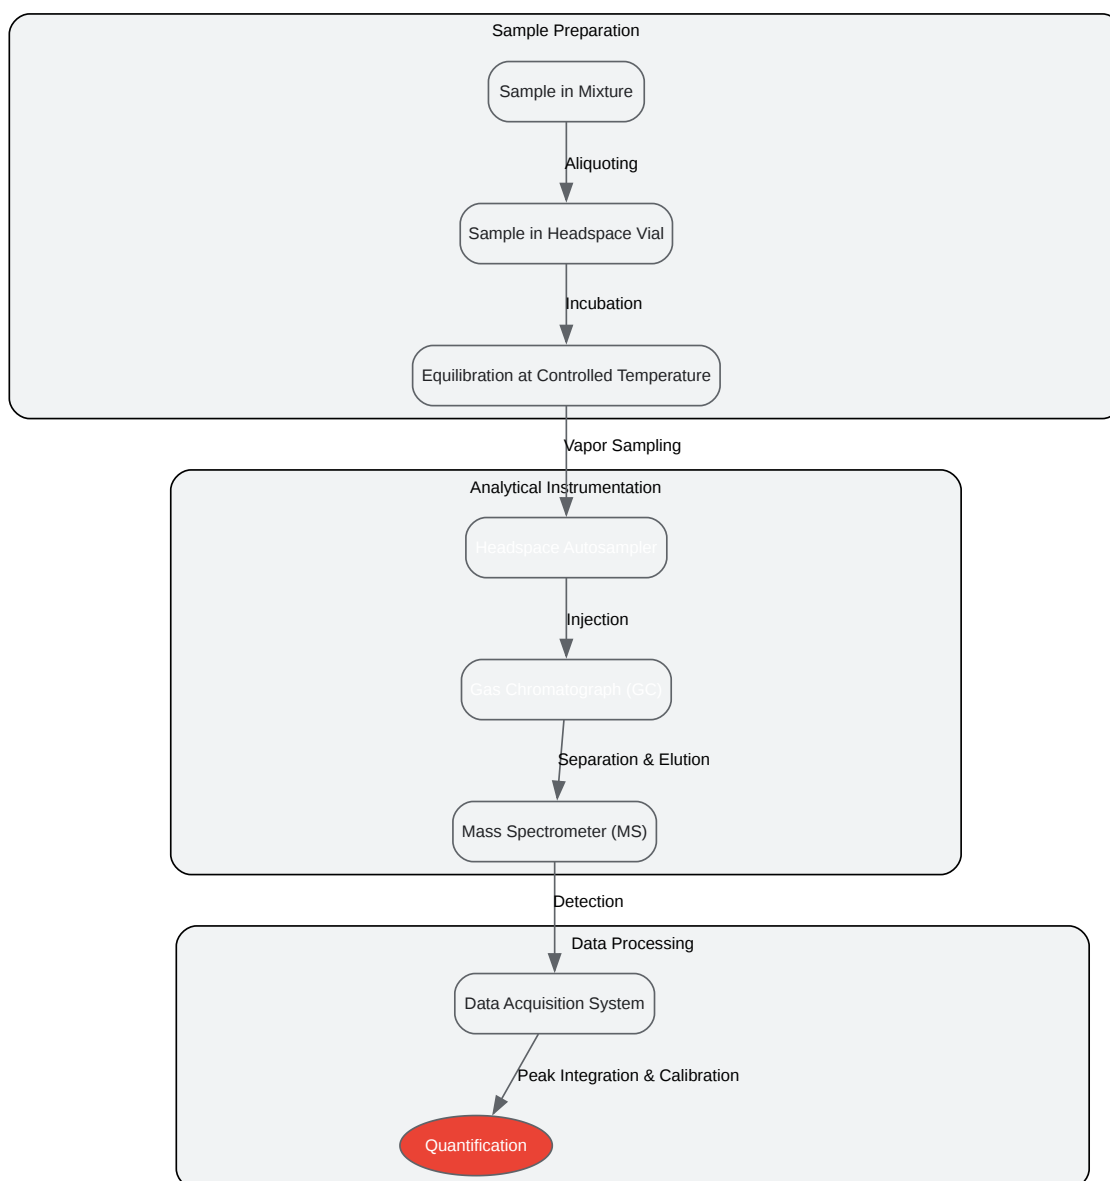 Sample Preparation
Sample in Mixture
Aliquoting
Sample in Headspace Vial
Incubation
Equilibration at Controlled Temperature
Vapor Sampling
Analytical Instrumentation
Headspace Autosampler
Injection
Gas Chromatograph (GC)
Separation & Elution
Mass Spectrometer (MS)
Detection
Data Processing
Data Acquisition System
Peak Integration & Calibration
Quantification